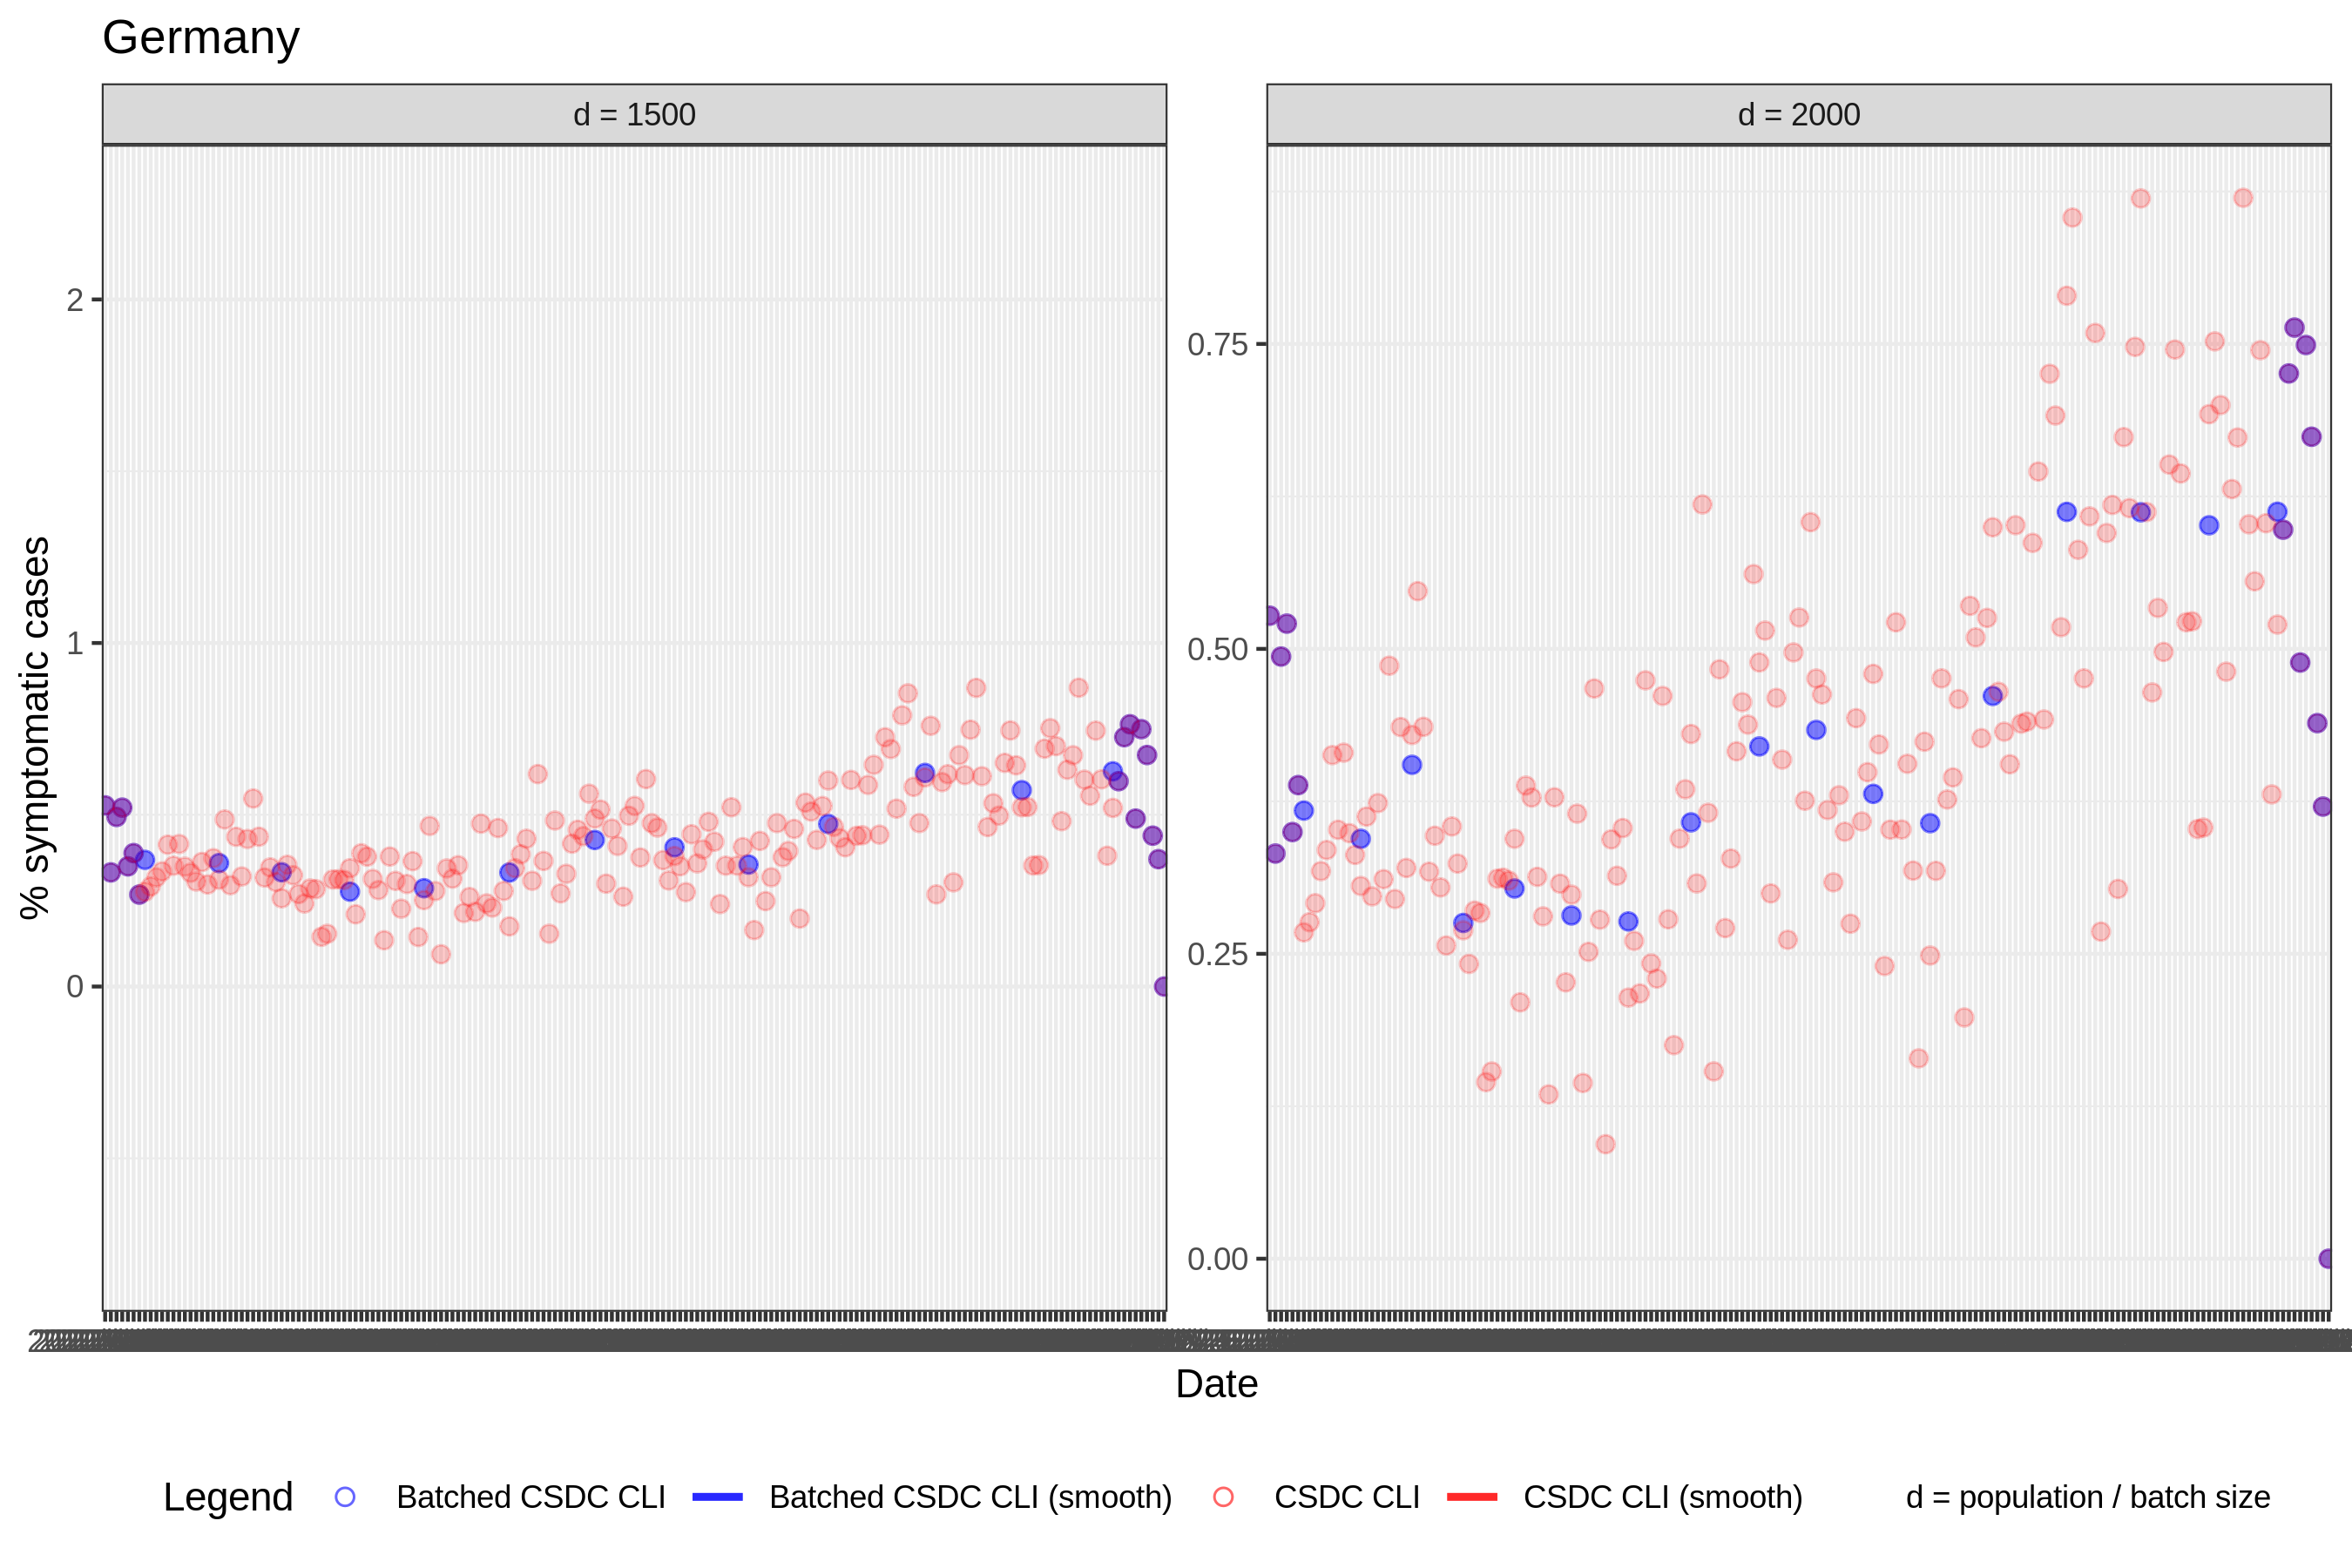 Germany
d = 1500
d = 2000
% symptomatic cases
2
1
0
0.75
0.50
0.25
0.00
Date
Legend
Batched CSDC CLI
Batched CSDC CLI (smooth)
CSDC CLI
CSDC CLI (smooth)
d = population / batch size